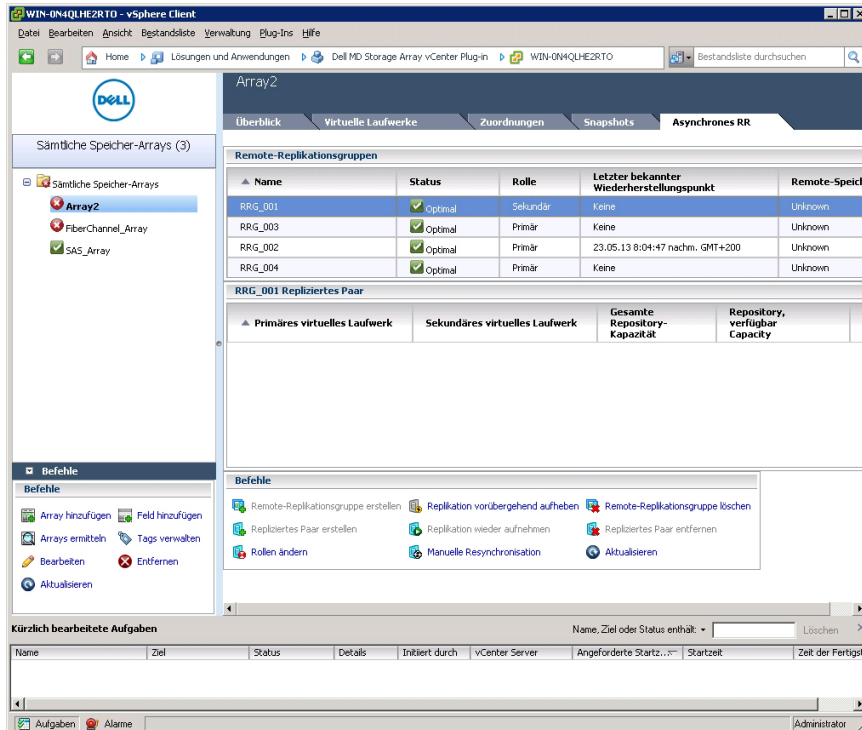 WIN-0N4QLHE2RTO - vSphere Client
Datei Bearbeiten Ansicht Bestandsliste Verwaltung Plug-Ins Hilfe
Home Lösungen und Anwendungen Dell MD Storage Array vCenter Plug-in WIN-0N4QLHE2RTO Bestandsliste durchsuchen
DELL
Sämtliche Speicher-Arrays (3)
Sämtliche Speicher-Arrays
Array2
FiberChannel_Array
SAS_Array
Array2
Überblick Virtuelle Laufwerke Zuordnungen Snapshots Asynchrones RR
Remote-Replikationsgruppen
Name Status Rolle Letzter bekannter Wiederherstellungspunkt Remote-Speich
RRG_001 Optimal Sekundär Keine Unknown
RRG_003 Optimal Primär Keine Unknown
RRG_002 Optimal Primär 23.05.13 8:04:47 nachm. GMT+200 Unknown
RRG_004 Optimal Primär Keine Unknown
RRG_001 Repliziertes Paar
Primäres virtuelles Laufwerk Sekundäres virtuelles Laufwerk Gesamte Repository-Kapazität Repository, verfügbar Capacity
Befehle
Befehle
Array hinzufügen Feld hinzufügen
Arrays ermitteln Tags verwalten
Bearbeiten Entfernen
Aktualisieren
Befehle
Remote-Replikationsgruppe erstellen Replikation vorübergehend aufheben Remote-Replikationsgruppe löschen
Repliziertes Paar erstellen Replikation wieder aufnehmen Repliziertes Paar entfernen
Rollen ändern Manuelle Resynchronisation Aktualisieren
Kürzlich bearbeitete Aufgaben Name, Ziel oder Status enthält: Löschen
Name Ziel Status Details Initiiert durch vCenter Server Angeforderte Startz... Startzeit Zeit der Fertigst
Aufgaben Alarme Administrator